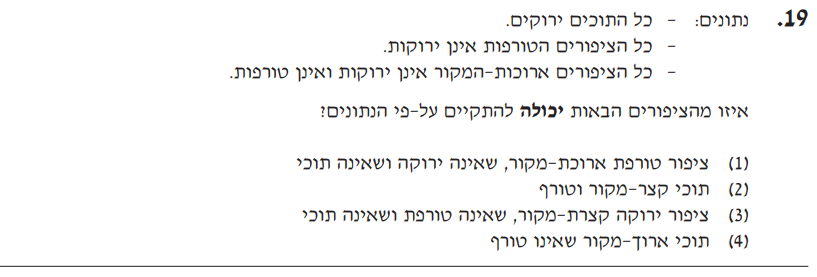 19. נתונים: - כל התוכים ירוקים.
- כל הציפורים הטורפות אינן ירוקות.
- כל הציפורים ארוכות-המקור אינן ירוקות ואינן טורפות.
איזו מהציפורים הבאות יכולה להתקיים על-פי הנתונים?
(1) ציפור טורפת ארוכת-מקור, שאינה ירוקה ושאינה תוכי
(2) תוכי קצר-מקור וטורף
(3) ציפור ירוקה קצרת-מקור, שאינה טורפת ושאינה תוכי
(4) תוכי ארוך-מקור שאינו טורף